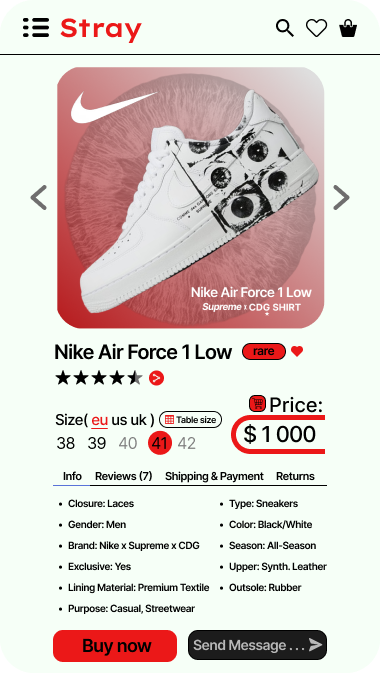 Stray
Nike Air Force 1 Low
Supreme x CDG SHIRT
Nike Air Force 1 Low
rare
Size( eu us uk )
Table size
Price:
38 39 40 41 42
$ 1 000
Info Reviews (7) Shipping & Payment Returns
• Closure: Laces
• Type: Sneakers
• Gender: Men
• Color: Black/White
• Brand: Nike x Supreme x CDG
• Season: All-Season
• Exclusive: Yes
• Upper: Synth. Leather
• Lining Material: Premium Textile
• Outsole: Rubber
• Purpose: Casual, Streetwear
Buy now
Send Message . . .